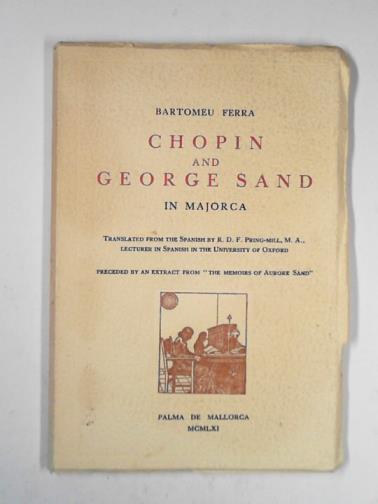 BARTOMEU FERRA
CHOPIN
AND
GEORGE SAND
IN MAJORCA
TRANSLATED FROM THE SPANISH BY R. D. F. PRING-MILL, M. A.,
LECTURER IN SPANISH IN THE UNIVERSITY OF OXFORD
PRECEDED BY AN EXTRACT FROM "THE MEMOIRS OF AURORE SAND"
PALMA DE MALLORCA
MCMLXI